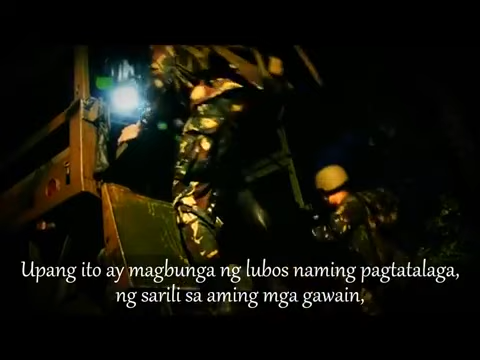 Upang ito ay magbunga ng lubos naming pagtatalaga,
ng sarili sa aming mga gawain,